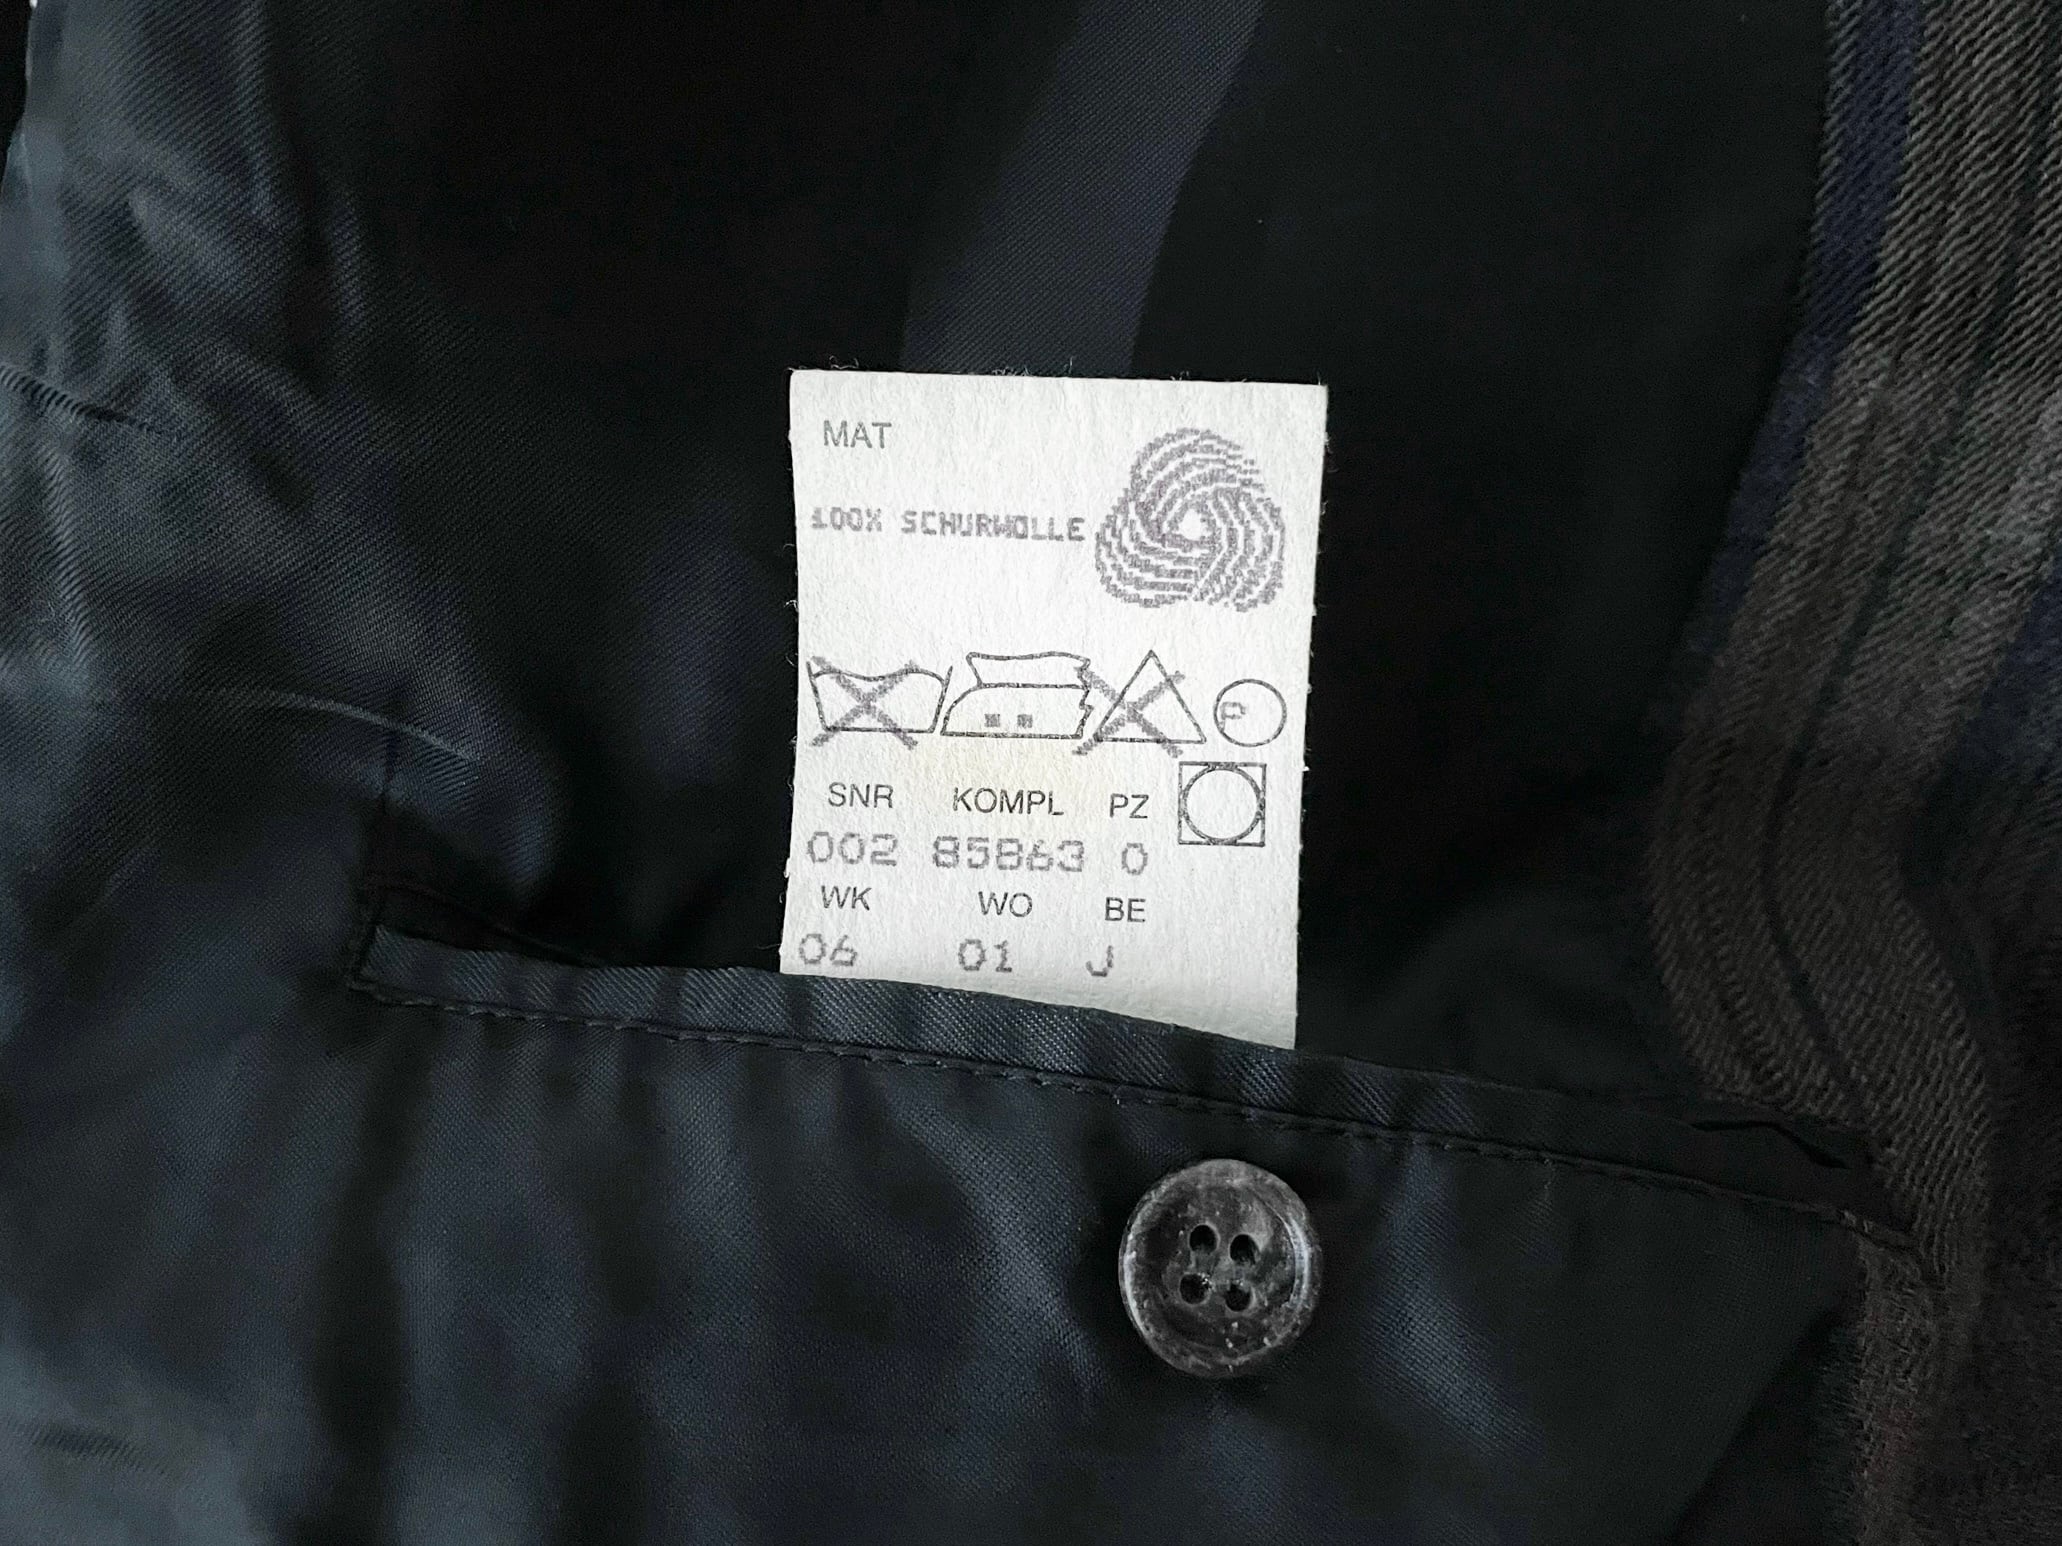 MAT
100% SCHURWOLLE
P
SNR KOMPL PZ
002 85863 0
WK WO BE
06 01 J